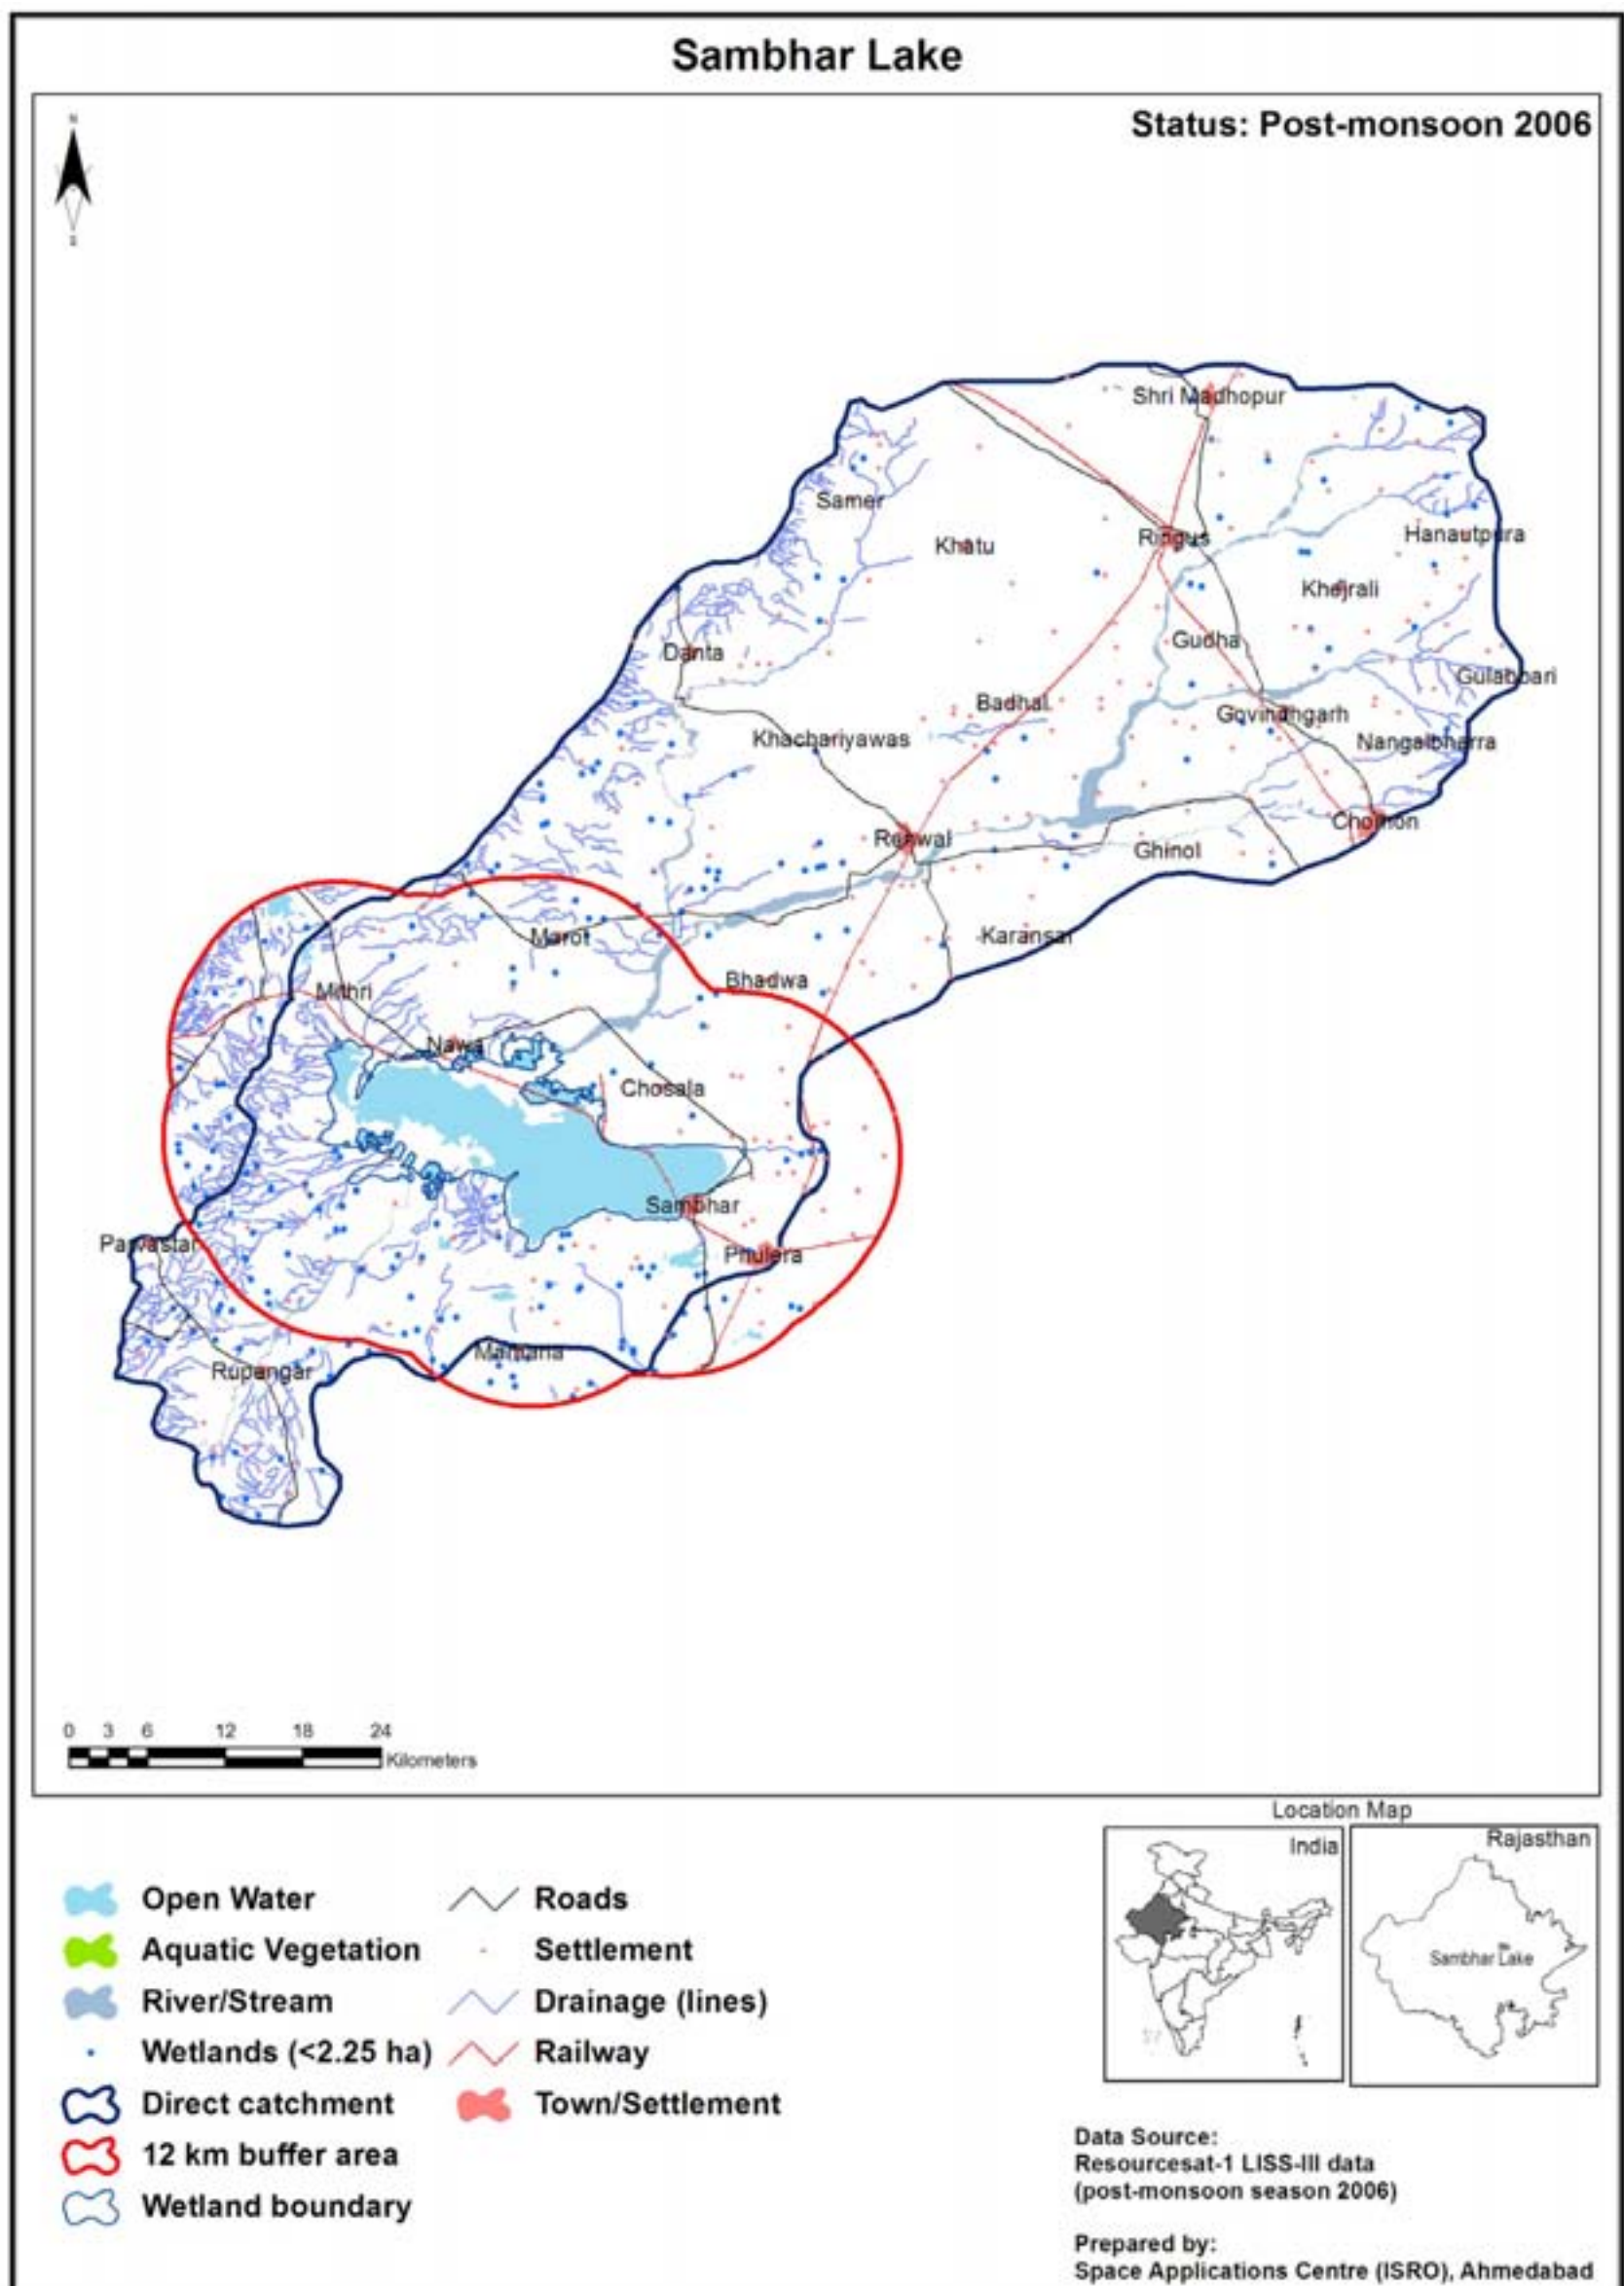 Sambhar Lake
Status: Post-monsoon 2006
N
S
Shri Madhopur
Samer
Khatu
Ringus
Hanautpura
Khejrali
Danta
Gudha
Gulabbari
Badhal
Govindhgarh
Khachariyawas
Nangalbharra
Renwal
Chomhon
Ghinol
Marot
Karansar
Mithri
Bhadwa
Nawa
Chosala
Sambhar
Parvastar
Phulera
Rupangar
0 3 6 12 18 24
Kilometers
Location Map
India
Rajasthan
Sambhar Lake
Open Water
Roads
Aquatic Vegetation
Settlement
River/Stream
Drainage (lines)
Wetlands (<2.25 ha)
Railway
Direct catchment
Town/Settlement
12 km buffer area
Wetland boundary
Data Source:
Resourcesat-1 LISS-III data
(post-monsoon season 2006)
Prepared by:
Space Applications Centre (ISRO), Ahmedabad